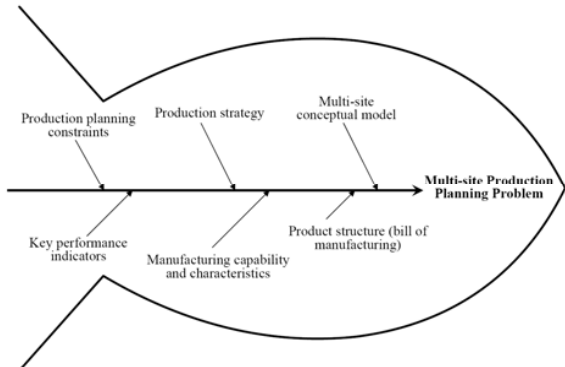 Production planning
constraints
Production strategy
Multi-site
conceptual model
Multi-site Production
Planning Problem
Key performance
indicators
Manufacturing capability
and characteristics
Product structure (bill of
manufacturing)